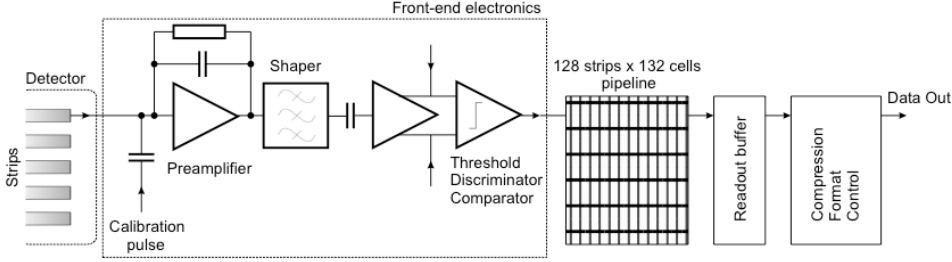 Front-end electronics
Detector
Strips
Shaper
Preamplifier
Calibration
pulse
Threshold
Discriminator
Comparator
128 strips x 132 cells
pipeline
Readout buffer
Compression
Format
Control
Data Out